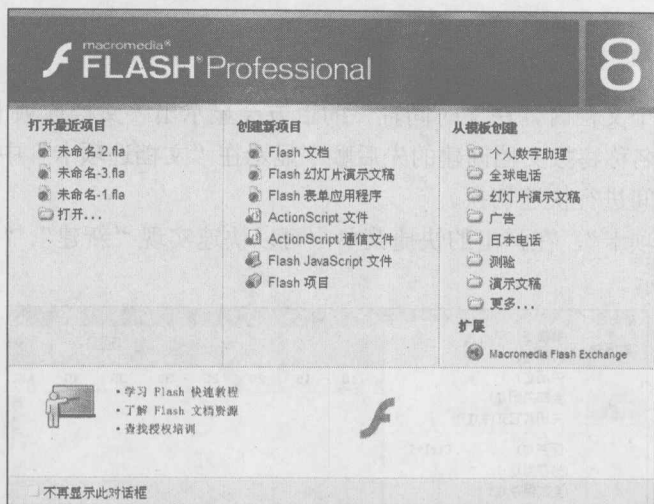 macromedia®
FLASH® Professional
8
打开最近项目
未命名-2.fla
未命名-3.fla
未命名-1.fla
打开...
创建新项目
Flash 文档
Flash 幻灯片演示文稿
Flash 表单应用程序
ActionScript 文件
ActionScript 通信文件
Flash JavaScript 文件
Flash 项目
从模板创建
个人数字助理
全球电话
幻灯片演示文稿
广告
日本电话
测验
演示文稿
更多...
扩展
Macromedia Flash Exchange
• 学习 Flash 快速教程
• 了解 Flash 文档资源
• 查找授权培训
不再显示此对话框